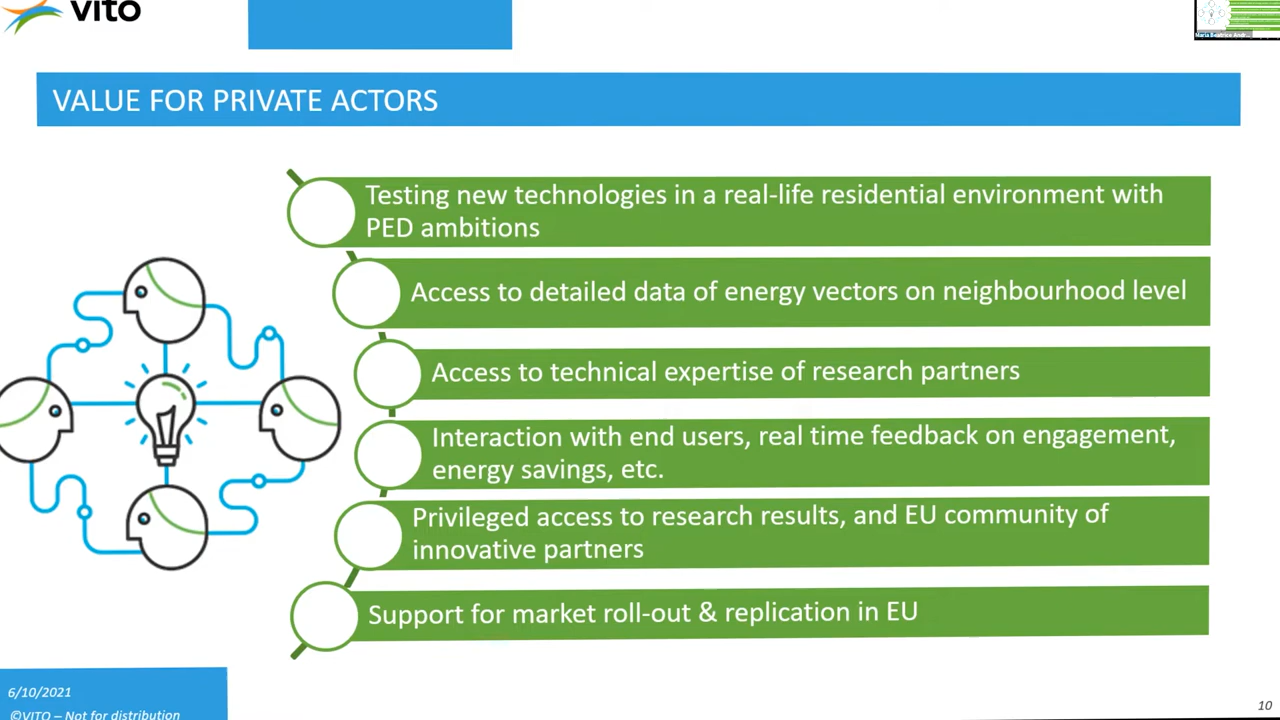 vito
Maria Beatrice Andr...
VALUE FOR PRIVATE ACTORS
Testing new technologies in a real-life residential environment with
PED ambitions
Access to detailed data of energy vectors on neighbourhood level
Access to technical expertise of research partners
Interaction with end users, real time feedback on engagement,
energy savings, etc.
Privileged access to research results, and EU community of
innovative partners
Support for market roll-out & replication in EU
6/10/2021
©VITO – Not for distribution
10